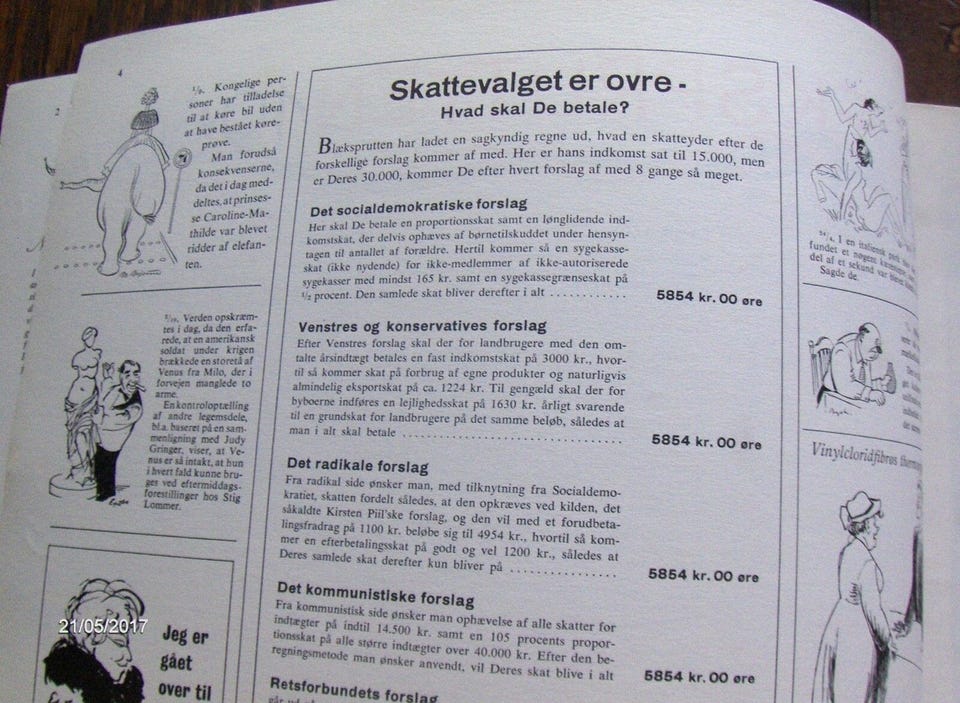 4
¹/₉. Kongelige per-
soner har tilladelse
til at køre bil uden
at have bestået køre-
prøve.
Man forudså
konsekvenserne,
da det i dag med-
deltes, at prinses-
se Caroline-Ma-
thilde var blevet
ridder af elefan-
ten.
Verden opskræm-
tes i dag, da den erfa-
rede, at en amerikansk
soldat under krigen
brækkede en storetå af
Venus fra Milo, der i
forvejen manglede to
arme.
En kontroloptælling
af andre legemsdele,
bl.a. baseret på en sam-
menligning med Judy
Gringer, viser, at Ve-
nus er så intakt, at hun
i hvert fald kunne bru-
ges ved eftermiddags-
forestillinger hos Stig
Lommer.
21/05/2017
Jeg er
gået
over til
Skattevalget er ovre -
Hvad skal De betale?
Blæksprutten har ladet en sagkyndig regne ud, hvad en skatteyder efter de
forskellige forslag kommer af med. Her er hans indkomst sat til 15.000, men
er Deres 30.000, kommer De efter hvert forslag af med 8 gange så meget.
Det socialdemokratiske forslag
Her skal De betale en proportionsskat samt en lønglidende ind-
komstskat, der delvis ophæves af børnetilskuddet under hensyn-
tagen til antallet af forældre. Hertil kommer så en sygekasse-
skat (ikke nydende) for ikke-medlemmer af ikke-autoriserede
sygekasser med mindst 165 kr. samt en sygekassegrænseskat på
½ procent. Den samlede skat bliver derefter i alt ........... 5854 kr. 00 øre
Venstres og konservatives forslag
Efter Venstres forslag skal der for landbrugere med den om-
talte årsindtægt betales en fast indkomstskat på 3000 kr., hvor-
til så kommer skat på forbrug af egne produkter og naturligvis
almindelig eksportskat på ca. 1224 kr. Til gengæld skal der for
byboerne indføres en lejlighedsskat på 1630 kr. årligt svarende
til en grundskat for landbrugere på det samme beløb, således at
man i alt skal betale ................................ 5854 kr. 00 øre
Det radikale forslag
Fra radikal side ønsker man, med tilknytning fra Socialdemo-
kratiet, skatten fordelt således, at den opkræves ved kilden, det
såkaldte Kirsten Piil'ske forslag, og den vil med et forudbeta-
lingsfradrag på 1100 kr. beløbe sig til 4954 kr., hvortil så kom-
mer en efterbetalingsskat på godt og vel 1200 kr., således at
Deres samlede skat derefter kun bliver på ............... 5854 kr. 00 øre
Det kommunistiske forslag
Fra kommunistisk side ønsker man ophævelse af alle skatter for
indtægter på indtil 14.500 kr. samt en 105 procents propor-
tionsskat på alle større indtægter over 40.000 kr. Efter den be-
regningsmetode man ønsker anvendt, vil Deres skat blive i alt 5854 kr. 00 øre
Retsforbundets forslag
I en italiensk park
fundet et nøgent
del af et sekund var blevet
Sagde de.
Vinylcloridfibrøs
2